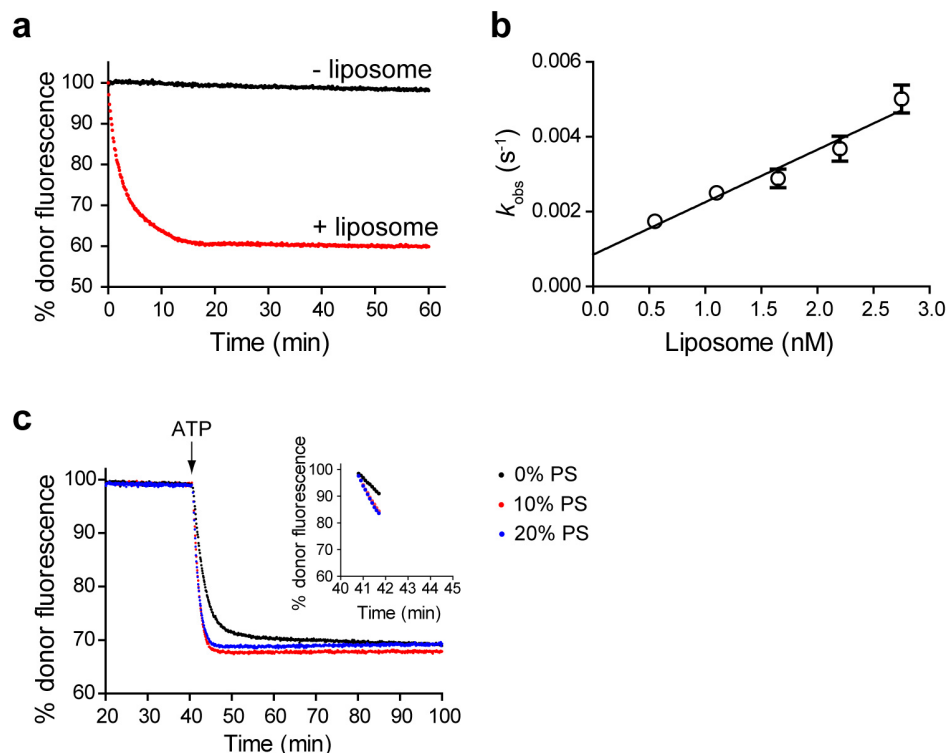 a
% donor fluorescence
100
90
80
70
60
50
- liposome
+ liposome
0 10 20 30 40 50 60
Time (min)
b
kobs (s-1)
0.006
0.004
0.002
0.000
0.0 0.5 1.0 1.5 2.0 2.5 3.0
Liposome (nM)
c
ATP
% donor fluorescence
100
90
80
70
60
20 30 40 50 60 70 80 90 100
Time (min)
% donor fluorescence
100
90
80
70
60
40 41 42 43 44 45
Time (min)
0% PS
10% PS
20% PS